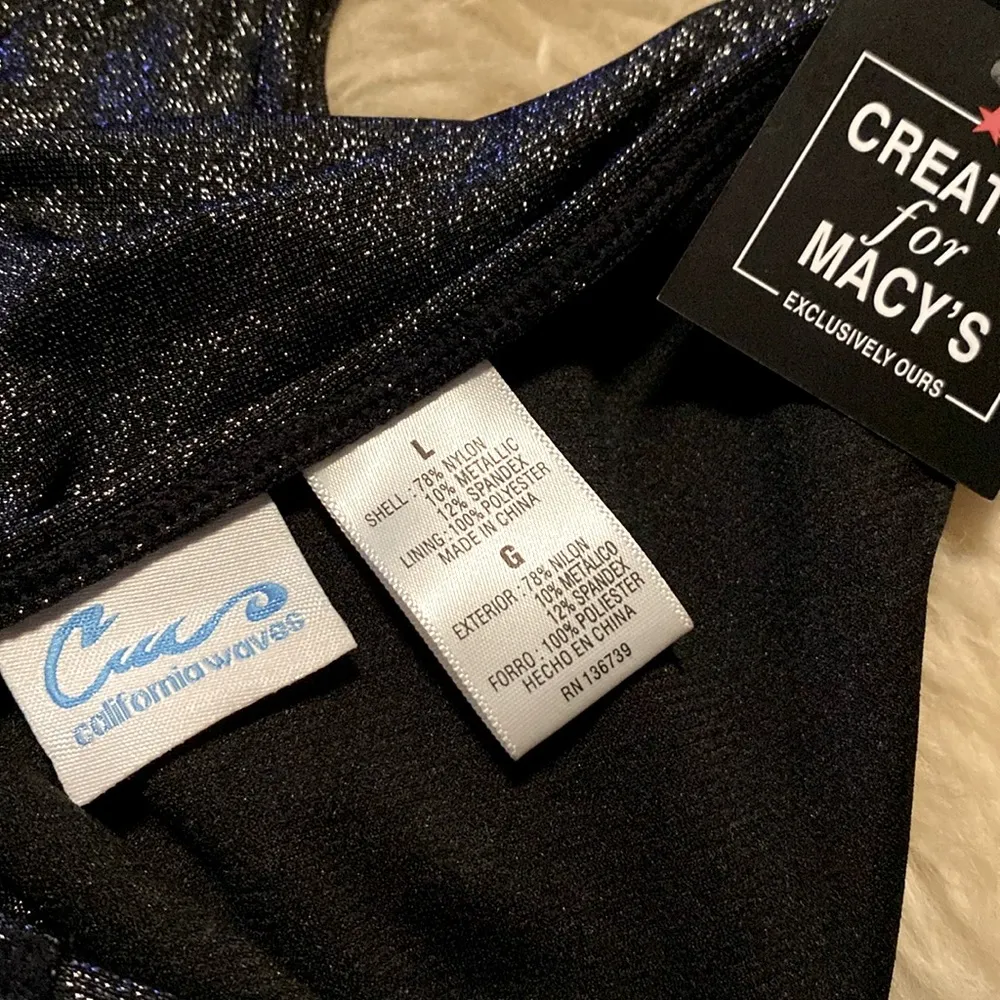 CREAT
for
MACY'S
EXCLUSIVELY OURS
L
SHELL: 78% NYLON
10% METALLIC
12% SPANDEX
LINING: 100% POLYESTER
MADE IN CHINA
G
EXTERIOR: 78% NILON
10% METALICO
12% SPANDEX
FORRO: 100% POLIESTER
HECHO EN CHINA
RN 136739
california waves